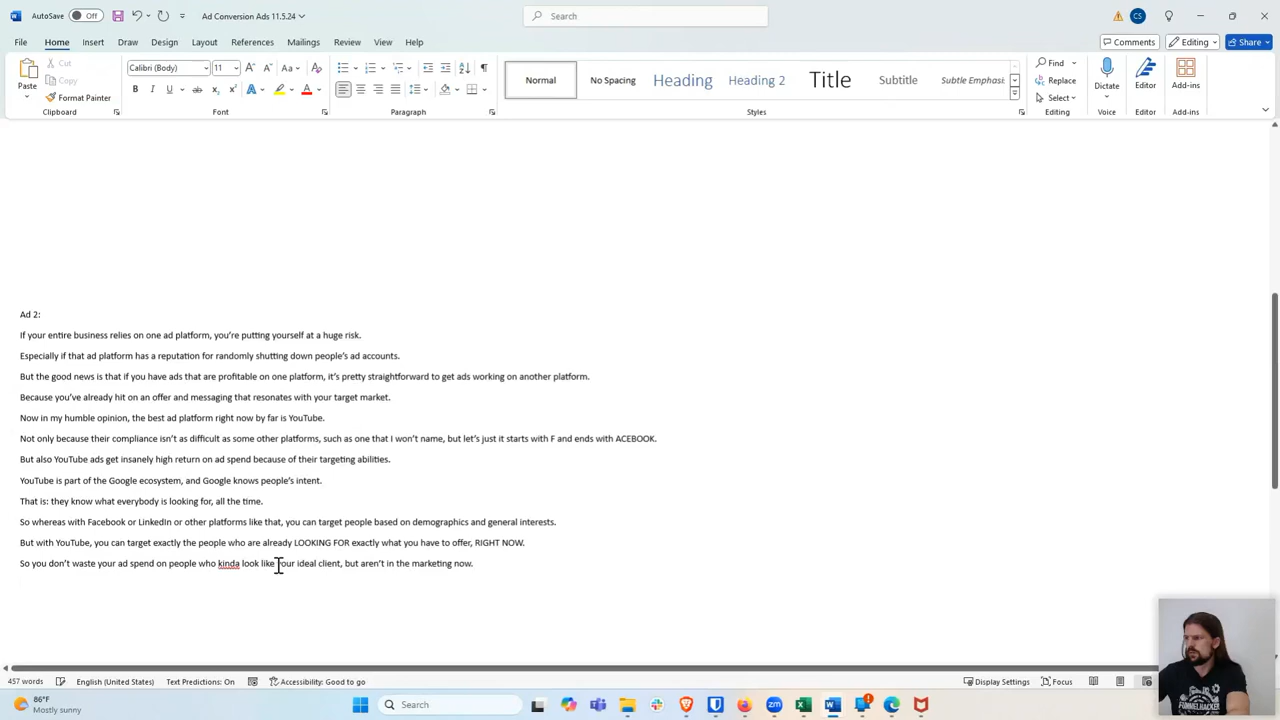 AutoSave Off Ad Conversion Ads 11.5.24 Search CS
File Home Insert Draw Design Layout References Mailings Review View Help Comments Editing Share
Paste Cut Copy Format Painter Calibri (Body) 11 Normal No Spacing Heading Heading 2 Title Subtitle Subtle Emphasi Find Replace Select Dictate Editor Add-ins
Clipboard Font Paragraph Styles Editing Voice Editor Add-ins
Ad 2:
If your entire business relies on one ad platform, you're putting yourself at a huge risk.
Especially if that ad platform has a reputation for randomly shutting down people's ad accounts.
But the good news is that if you have ads that are profitable on one platform, it's pretty straightforward to get ads working on another platform.
Because you've already hit on an offer and messaging that resonates with your target market.
Now in my humble opinion, the best ad platform right now by far is YouTube.
Not only because their compliance isn't as difficult as some other platforms, such as one that I won't name, but let's just it starts with F and ends with ACEBOOK.
But also YouTube ads get insanely high return on ad spend because of their targeting abilities.
YouTube is part of the Google ecosystem, and Google knows people's intent.
That is: they know what everybody is looking for, all the time.
So whereas with Facebook or LinkedIn or other platforms like that, you can target people based on demographics and general interests.
But with YouTube, you can target exactly the people who are already LOOKING FOR exactly what you have to offer, RIGHT NOW.
So you don't waste your ad spend on people who kinda look like your ideal client, but aren't in the marketing now.
457 words English (United States) Text Predictions: On Accessibility: Good to go Display Settings Focus
86°F Mostly sunny Search
FUNNELHACKER